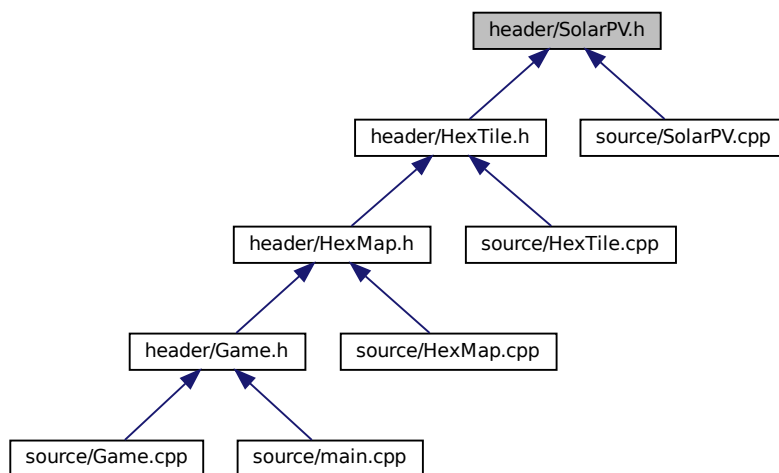 header/SolarPV.h
header/HexTile.h
source/SolarPV.cpp
header/HexMap.h
source/HexTile.cpp
header/Game.h
source/HexMap.cpp
source/Game.cpp
source/main.cpp